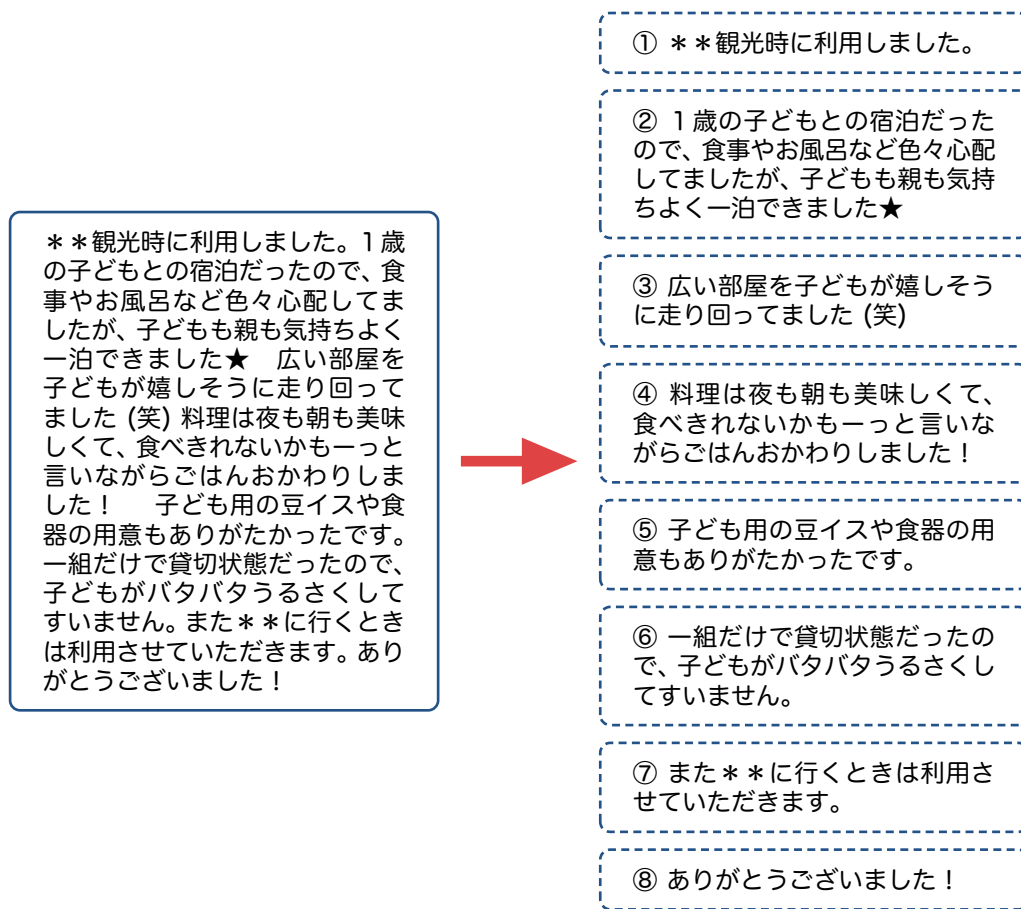 ＊＊観光時に利用しました。1歳
の子どもとの宿泊だったので、食
事やお風呂など色々心配してま
したが、子どもも親も気持ちよく
一泊できました★　広い部屋を
子どもが嬉しそうに走り回って
ました (笑) 料理は夜も朝も美味
しくて、食べきれないかもーっと
言いながらごはんおかわりしま
した！　子ども用の豆イスや食
器の用意もありがたかったです。
一組だけで貸切状態だったので、
子どもがバタバタうるさくして
すいません。また＊＊に行くとき
は利用させていただきます。あり
がとうございました！
① ＊＊観光時に利用しました。
② 1歳の子どもとの宿泊だった
ので、食事やお風呂など色々心配
してましたが、子どもも親も気持
ちよく一泊できました★
③ 広い部屋を子どもが嬉しそう
に走り回ってました (笑)
④ 料理は夜も朝も美味しくて、
食べきれないかもーっと言いな
がらごはんおかわりしました！
⑤ 子ども用の豆イスや食器の用
意もありがたかったです。
⑥ 一組だけで貸切状態だったの
で、子どもがバタバタうるさくし
てすいません。
⑦ また＊＊に行くときは利用さ
せていただきます。
⑧ ありがとうございました！